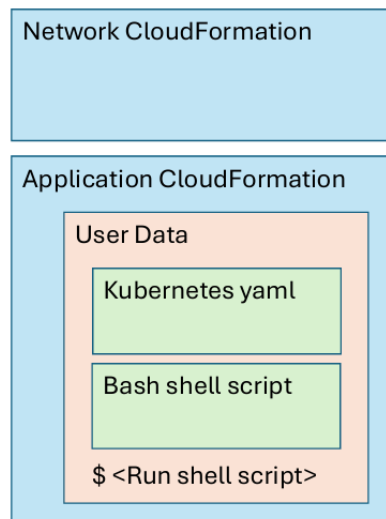 Network CloudFormation
Application CloudFormation
User Data
Kubernetes yaml
Bash shell script
$ <Run shell script>